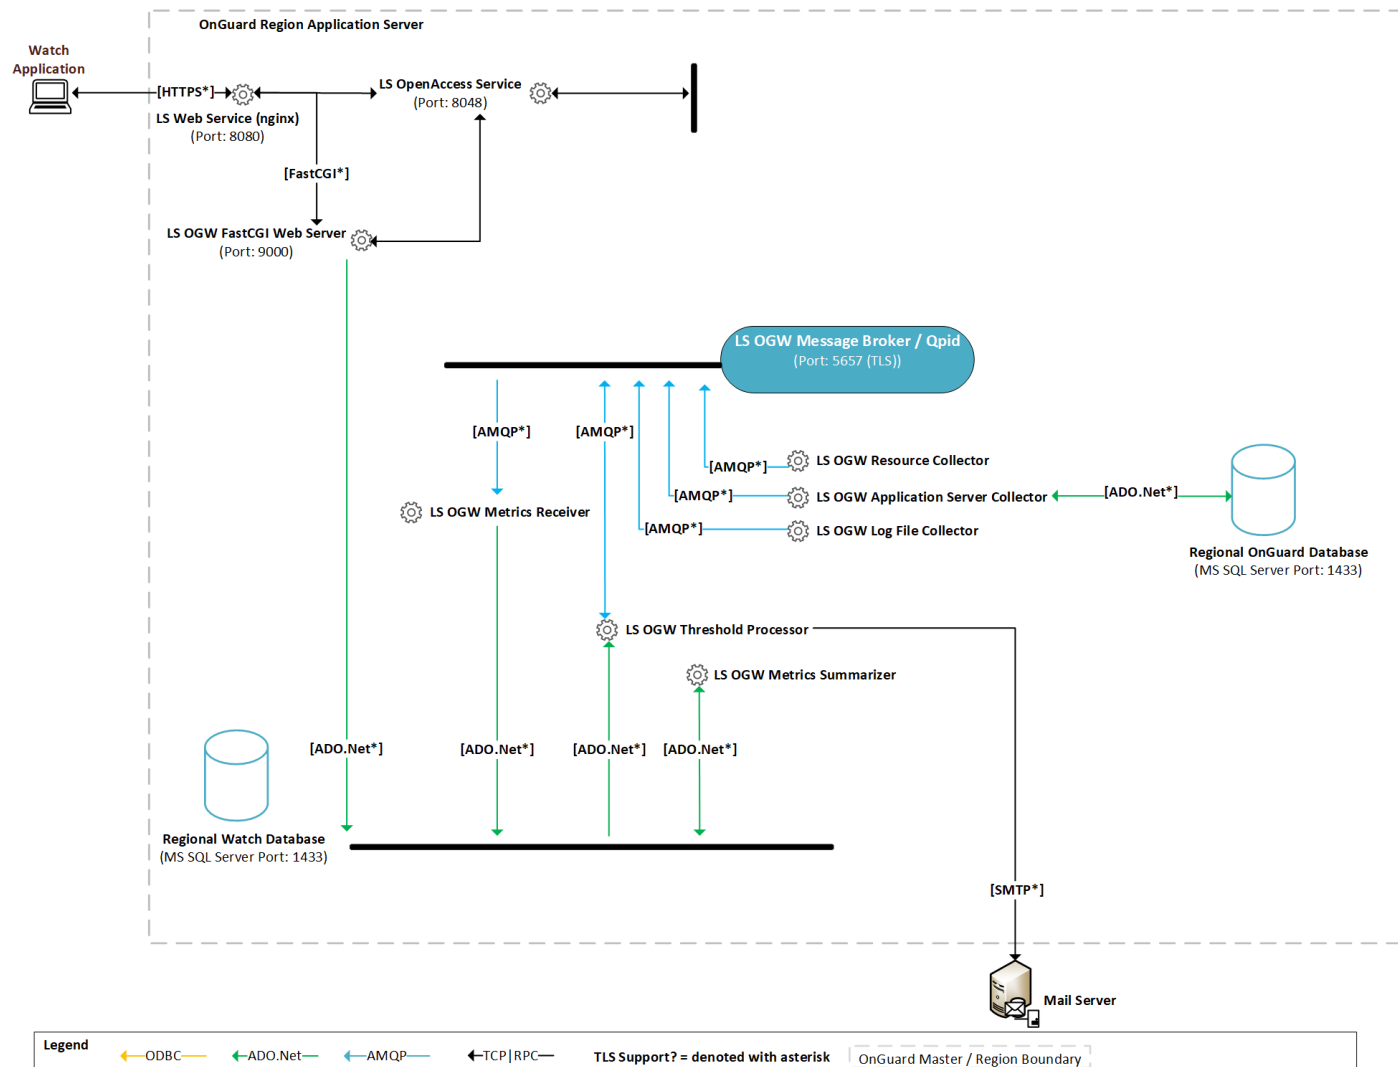 OnGuard Region Application Server
Watch
Application
[HTTPS*]
LS Web Service (nginx)
(Port: 8080)
LS OpenAccess Service
(Port: 8048)
[FastCGI*]
LS OGW FastCGI Web Server
(Port: 9000)
LS OGW Message Broker / Qpid
(Port: 5657 (TLS))
[AMQP*]
[AMQP*]
[AMQP*]
LS OGW Resource Collector
[AMQP*]
LS OGW Application Server Collector
[ADO.Net*]
[AMQP*]
LS OGW Log File Collector
LS OGW Metrics Receiver
Regional OnGuard Database
(MS SQL Server Port: 1433)
LS OGW Threshold Processor
LS OGW Metrics Summarizer
[ADO.Net*]
[ADO.Net*]
[ADO.Net*]
[ADO.Net*]
Regional Watch Database
(MS SQL Server Port: 1433)
[SMTP*]
Mail Server
Legend
ODBC
ADO.Net
AMQP
TCP|RPC
TLS Support? = denoted with asterisk
OnGuard Master / Region Boundary